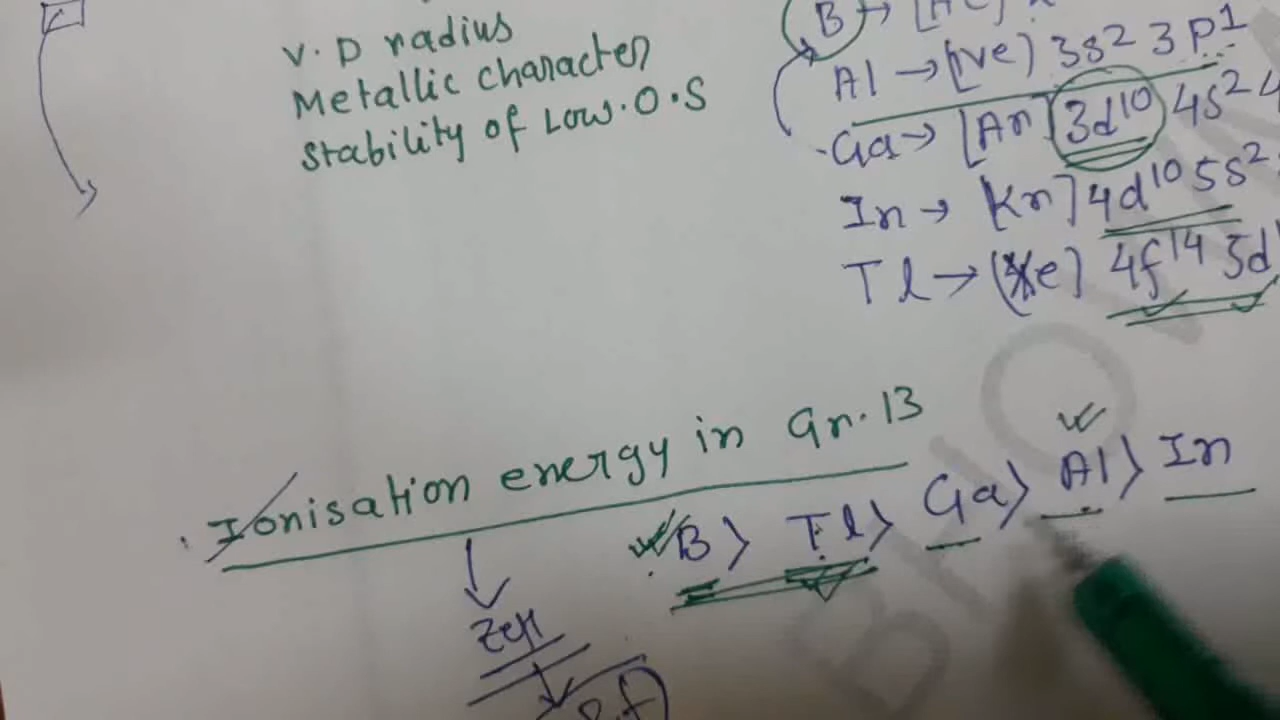 V.D radius
Metallic character
Stability of Low.O.S
B →
Al → [Ne] 3s² 3p¹
Ga → [Ar] 3d¹⁰ 4s² 4
In → [Kr] 4d¹⁰ 5s²
Tl → [Xe] 4f¹⁴ 5d
Ionisation energy in Gr.13
B > Tl > Ga > Al > In
Zeff